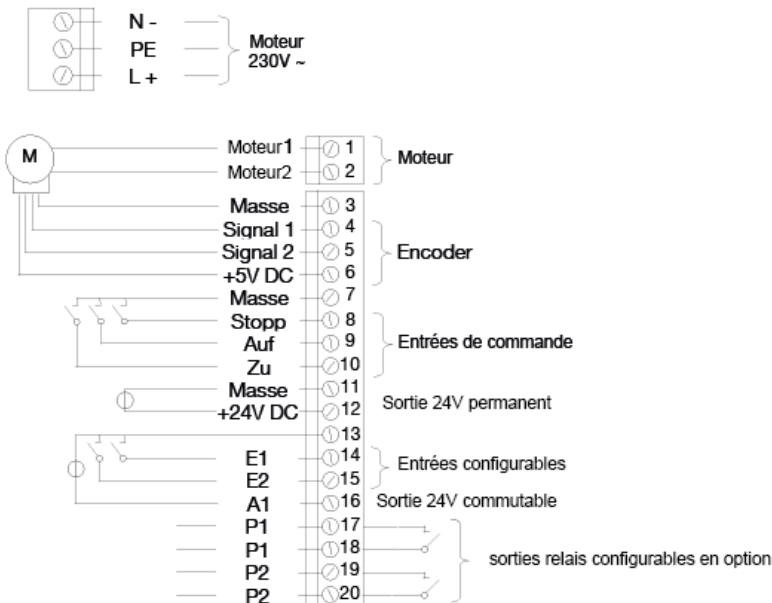 N -
PE
L +
Moteur
230V ~
M
Moteur1 1
Moteur2 2
Moteur
Masse 3
Signal 1 4
Signal 2 5
+5V DC 6
Encoder
Masse 7
Stopp 8
Auf 9
Zu 10
Entrées de commande
Masse 11
+24V DC 12
Sortie 24V permanent
13
E1 14
E2 15
Entrées configurables
A1 16 Sortie 24V commutable
P1 17
P1 18
P2 19
P2 20
sorties relais configurables en option